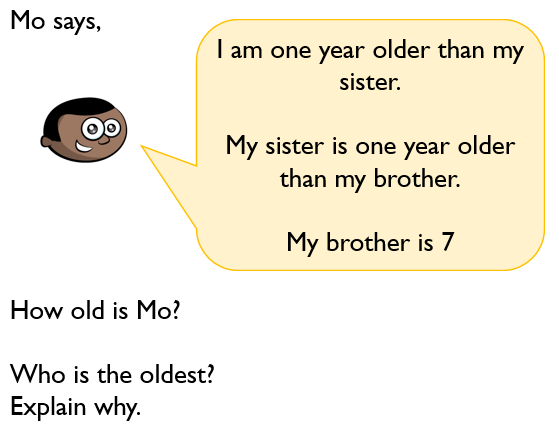 Mo says,
I am one year older than my
sister.
My sister is one year older
than my brother.
My brother is 7
How old is Mo?
Who is the oldest?
Explain why.